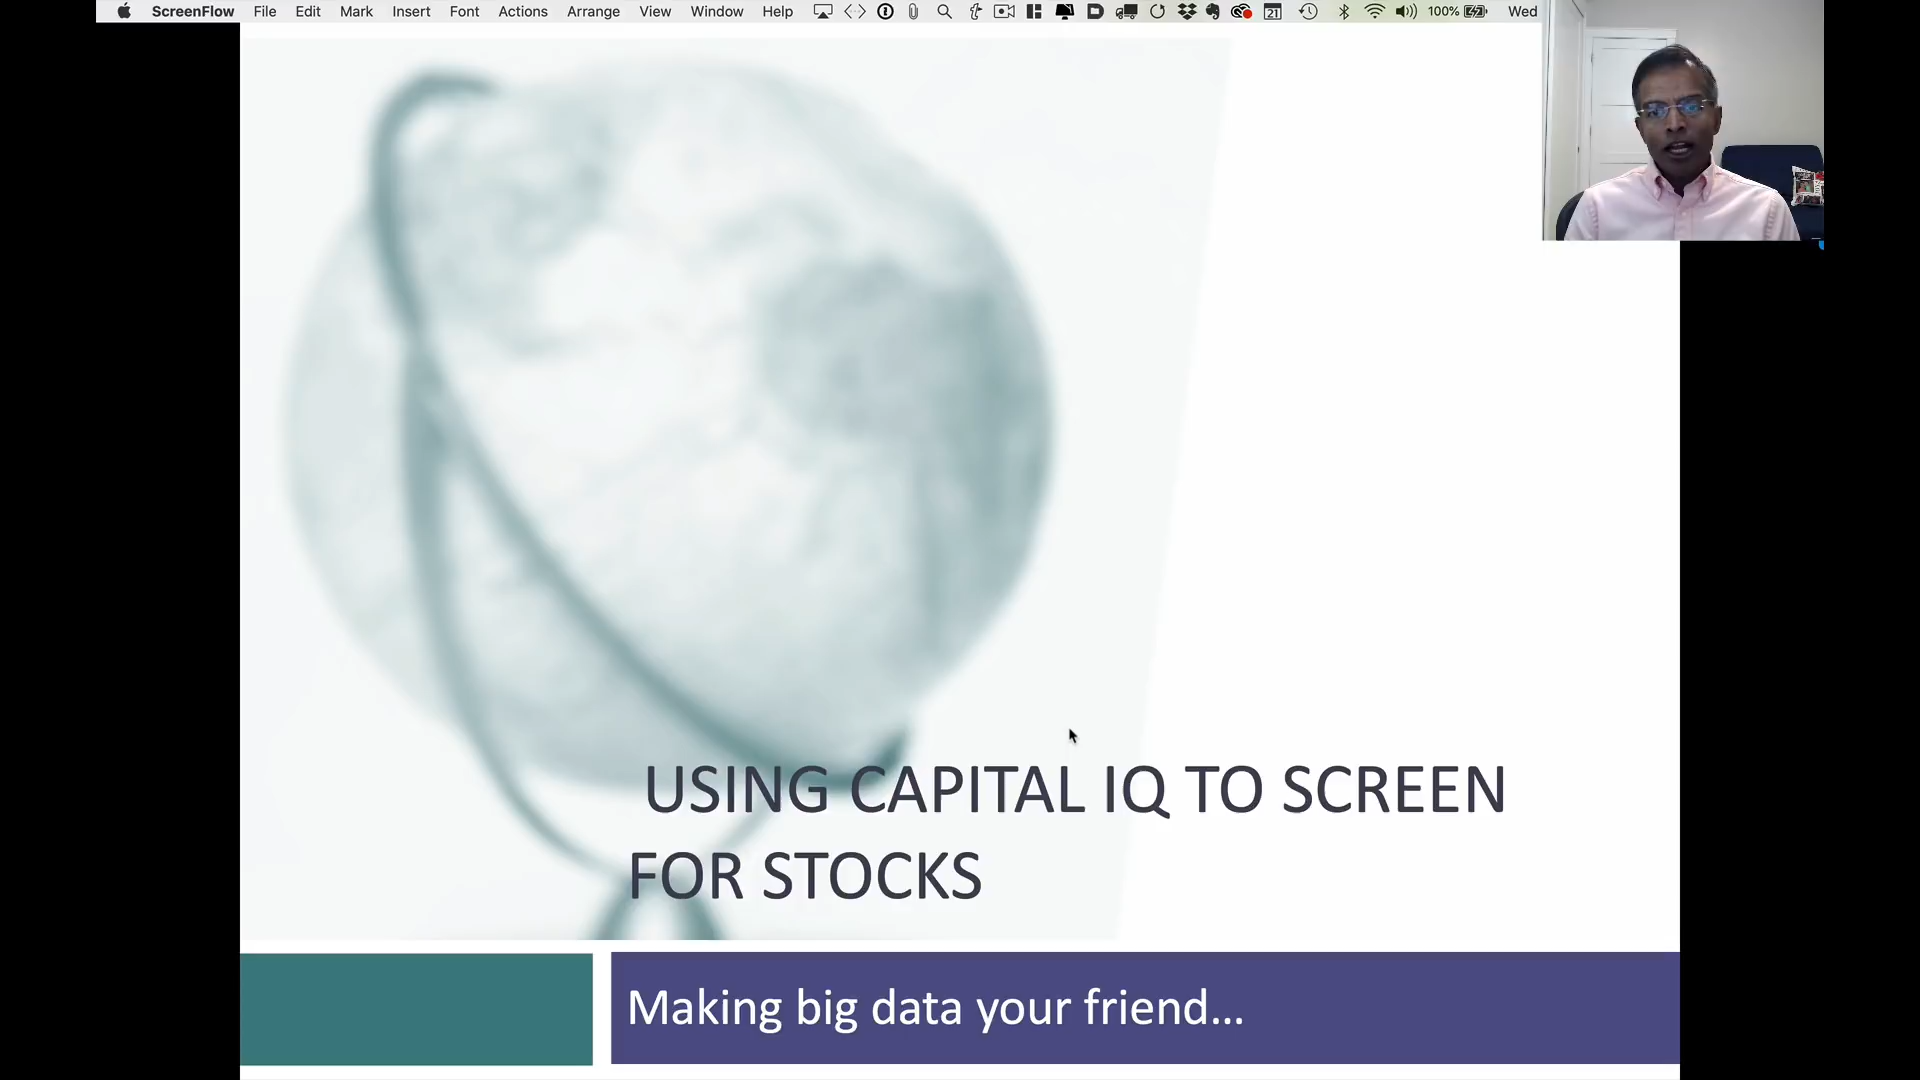 ScreenFlow File Edit Mark Insert Font Actions Arrange View Window Help 21 100% Wed
USING CAPITAL IQ TO SCREEN
FOR STOCKS
Making big data your friend...